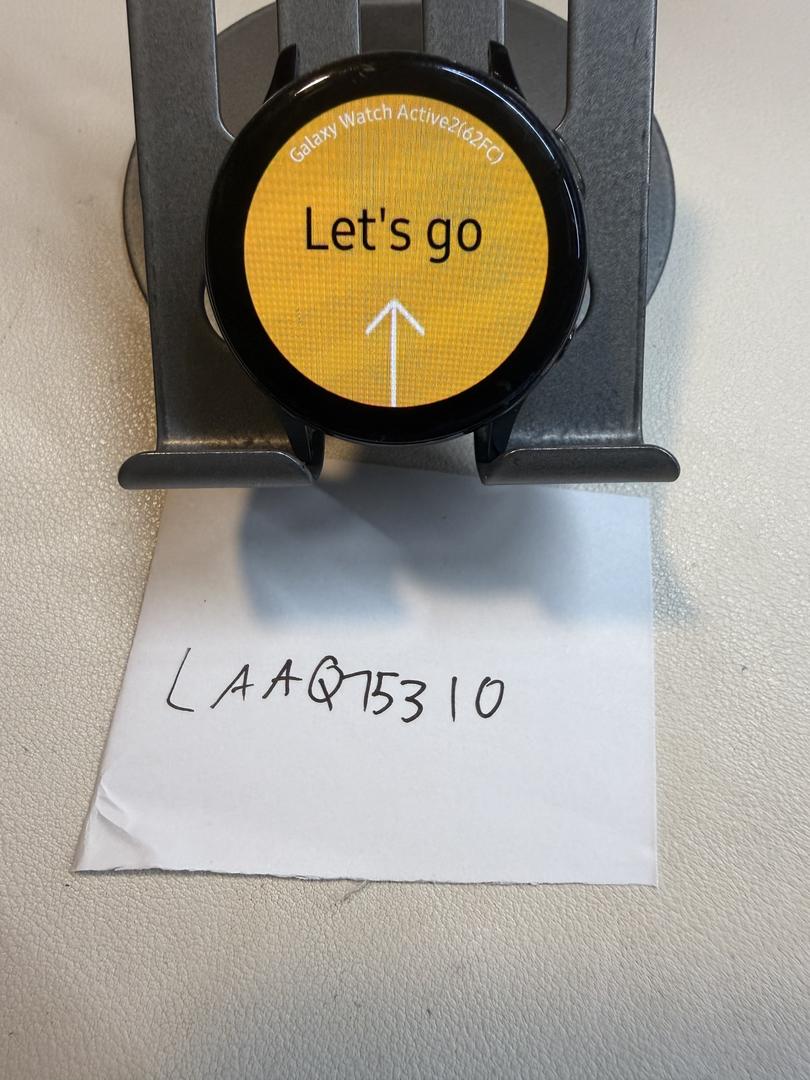 Galaxy Watch Active2(62FC)
Let's go
LAAQ75310